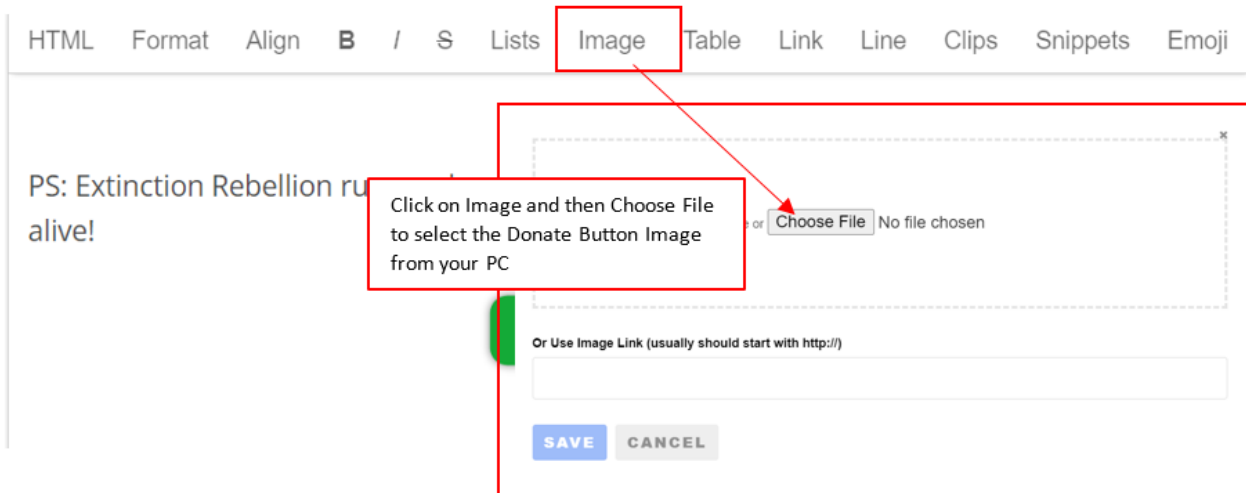 HTML Format Align B I S Lists Image Table Link Line Clips Snippets Emoji
PS: Extinction Rebellion
alive!
Click on Image and then Choose File
to select the Donate Button Image
from your PC
or Choose File No file chosen
Or Use Image Link (usually should start with http://)
SAVE CANCEL